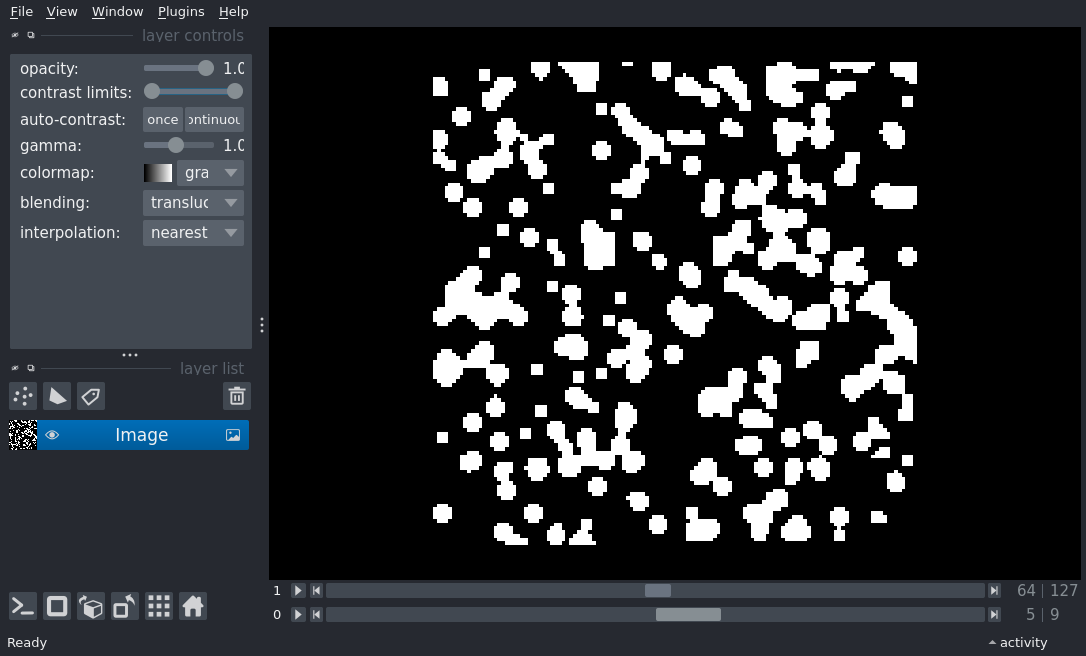 File View Window Plugins Help
layer controls
opacity: 1.0
contrast limits:
auto-contrast: once ontinuou
gamma: 1.0
colormap: gra
blending: transluc
interpolation: nearest
layer list
Image
1 64 | 127
0 5 | 9
Ready activity